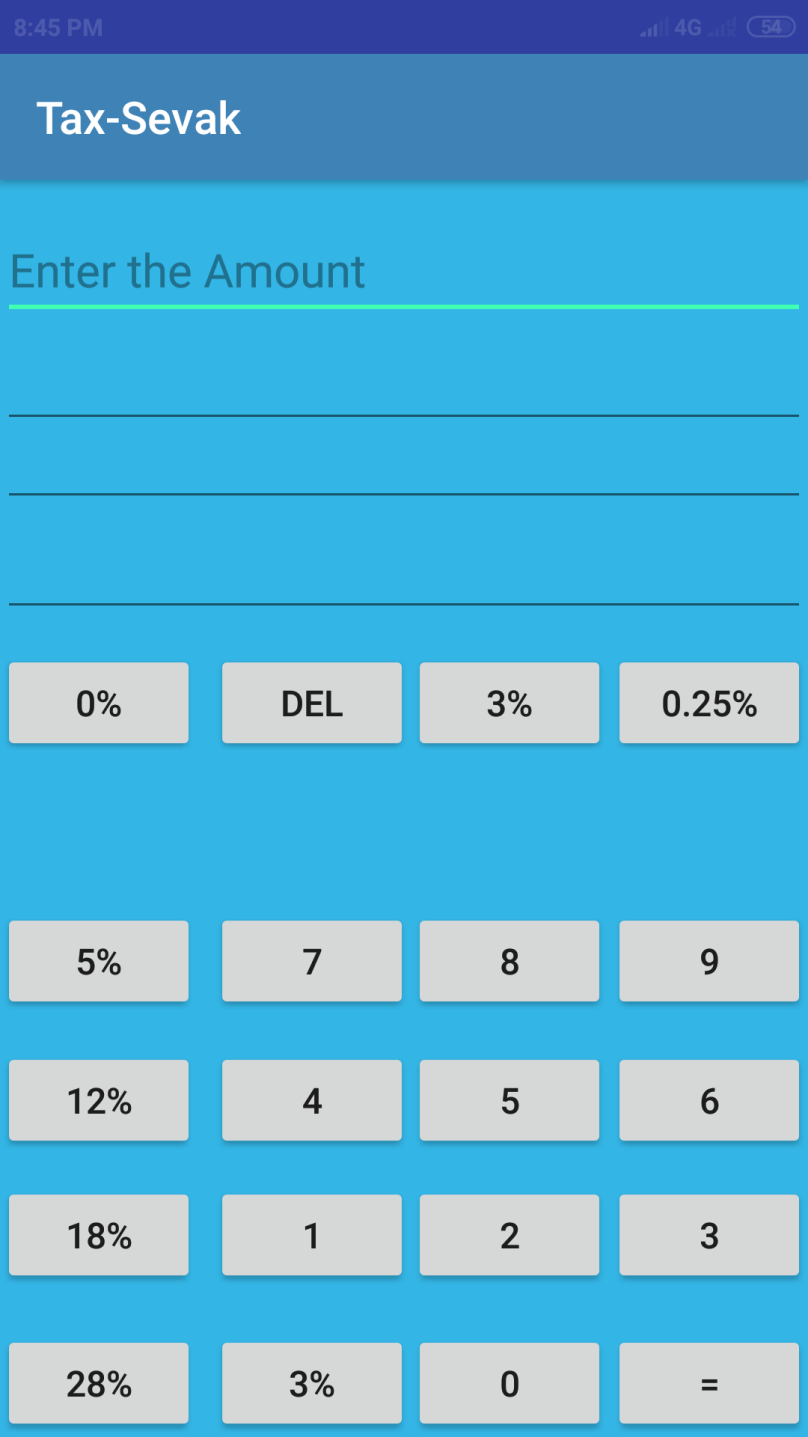 8:45 PM 4G 54
Tax-Sevak
Enter the Amount
0% DEL 3% 0.25%
5% 7 8 9
12% 4 5 6
18% 1 2 3
28% 3% 0 =